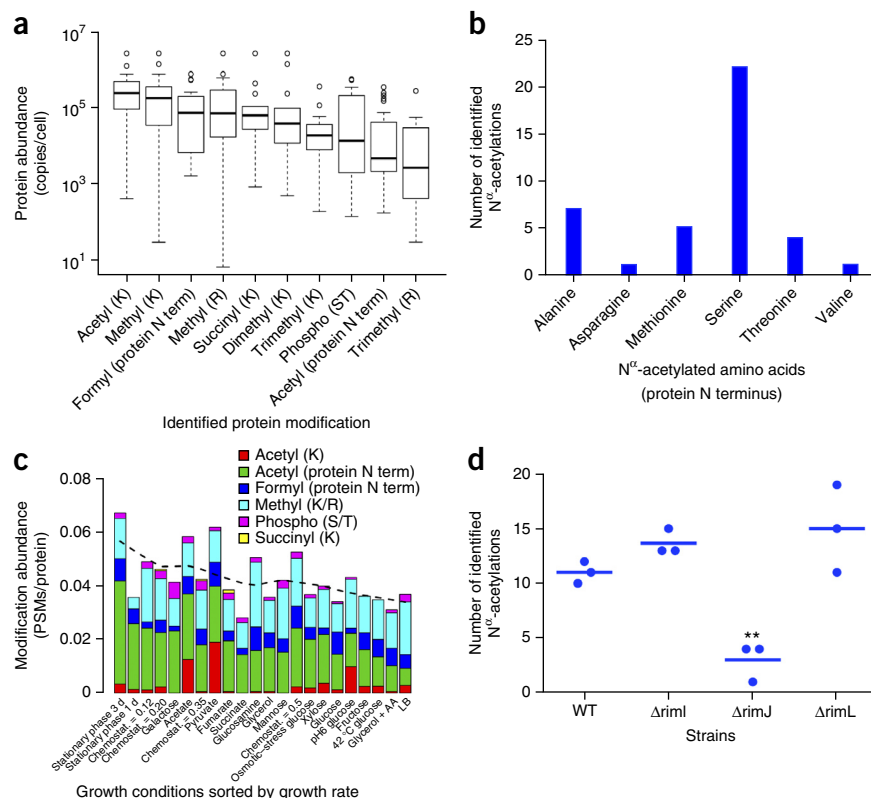 a
Protein abundance
(copies/cell)
10^7
10^5
10^3
10^1
Acetyl (K)
Methyl (K)
Formyl (protein N term)
Methyl (R)
Succinyl (K)
Dimethyl (K)
Trimethyl (K)
Phospho (ST)
Acetyl (protein N term)
Trimethyl (R)
Identified protein modification
b
Number of identified
N^α-acetylations
25
20
15
10
5
0
Alanine
Asparagine
Methionine
Serine
Threonine
Valine
N^α-acetylated amino acids
(protein N terminus)
c
Modification abundance
(PSMs/protein)
0.08
0.06
0.04
0.02
0
Acetyl (K)
Acetyl (protein N term)
Formyl (protein N term)
Methyl (K/R)
Phospho (S/T)
Succinyl (K)
Stationary phase 3 d
Stationary phase 1 d
Chemostat. = 0.12
Chemostat. = 0.20
Galactose
Acetate
Chemostat. = 0.35
Pyruvate
Fumarate
Succinate
Glucosamine
Glycerol
Mannose
Chemostat. = 0.5
Osmotic-stress glucose
Xylose
Glucose
pH6 glucose
Fructose
42 °C glucose
Glycerol + AA
LB
Growth conditions sorted by growth rate
d
Number of identified
N^α-acetylations
20
15
10
5
0
**
WT
ΔrimI
ΔrimJ
ΔrimL
Strains